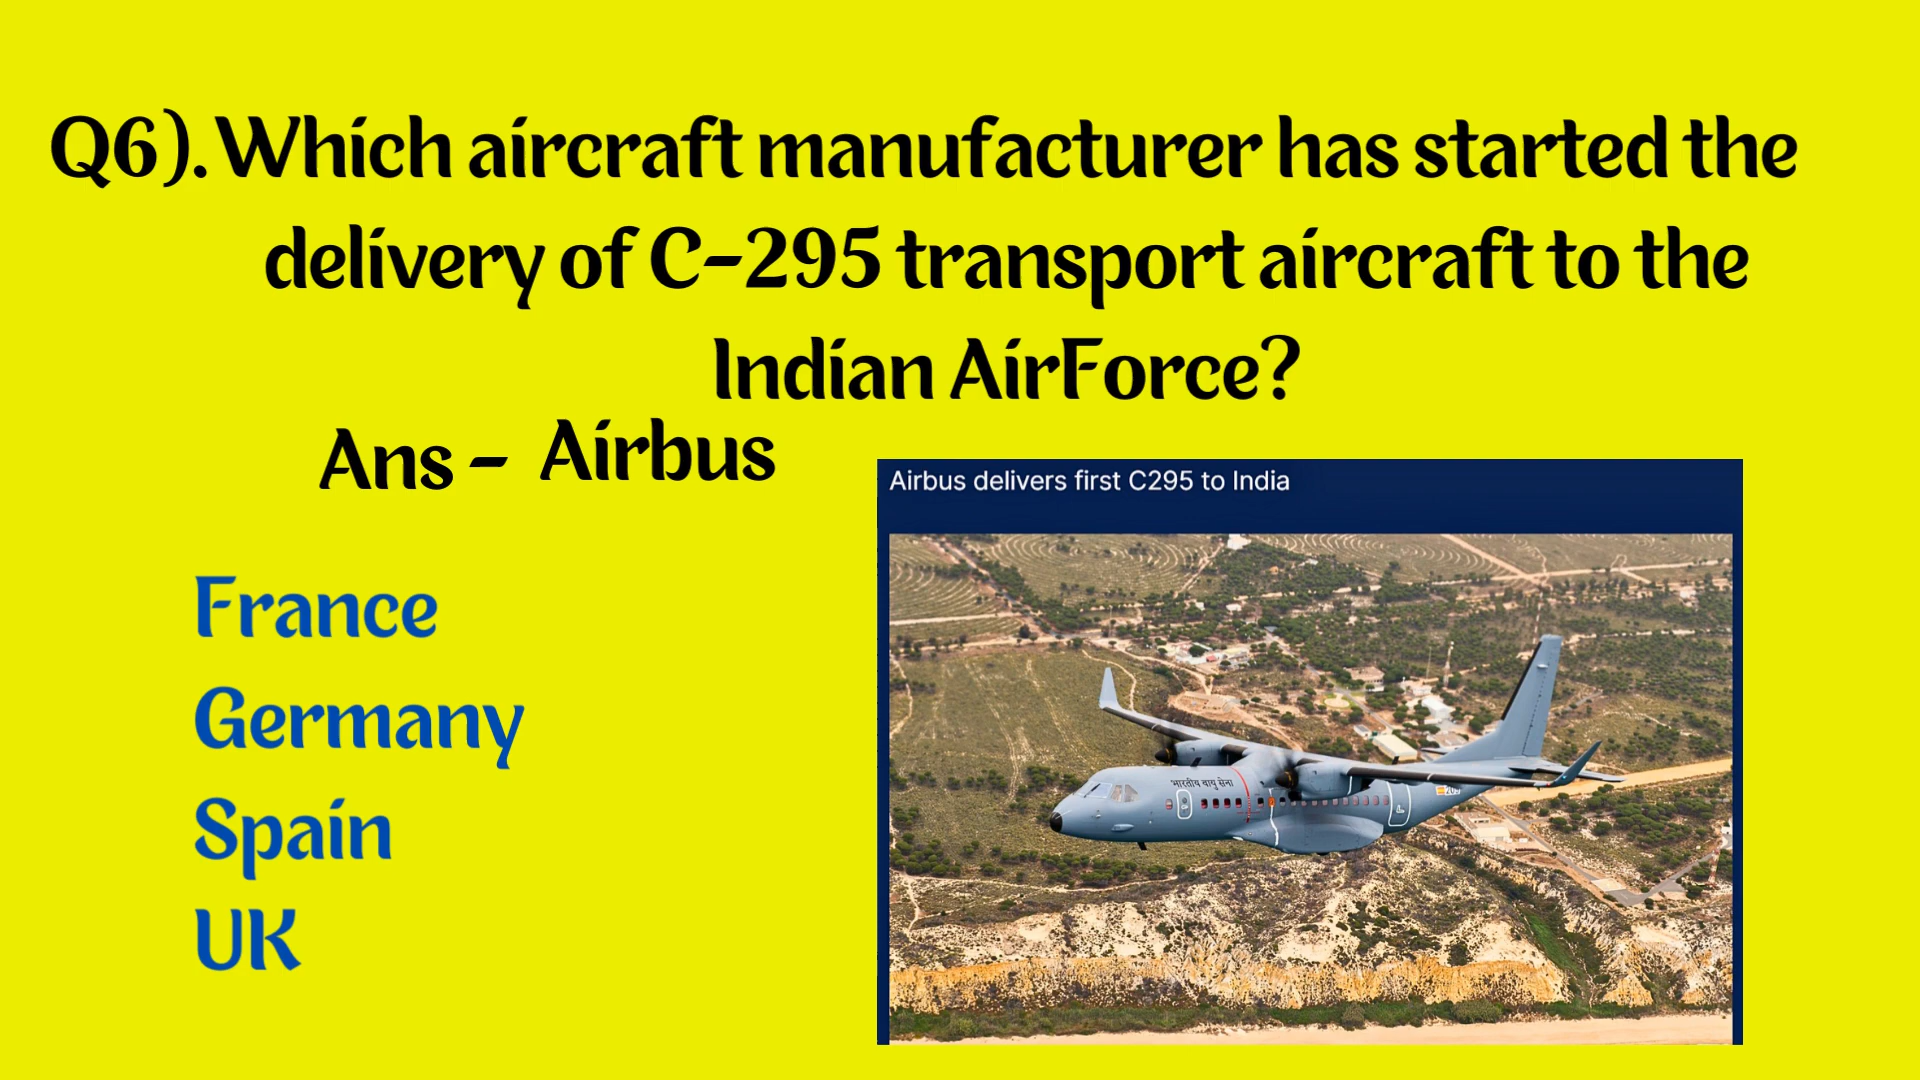 Q6). Which aircraft manufacturer has started the
delivery of C-295 transport aircraft to the
Indian AirForce?
Ans - Airbus
Airbus delivers first C295 to India
France
Germany
Spain
UK
भारतीय वायु सेना